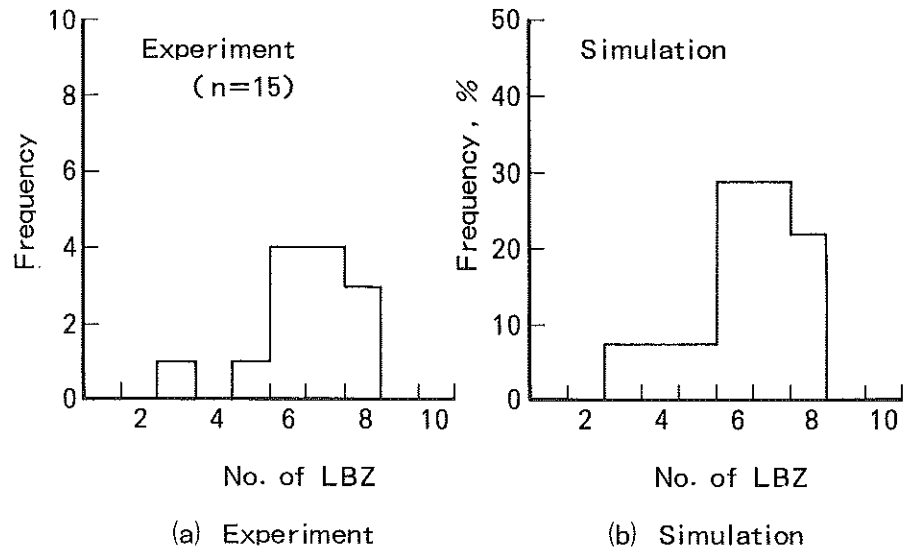 10
8
6
4
2
0
Frequency
Experiment
(n=15)
2 4 6 8 10
No. of LBZ
(a) Experiment
50
40
30
20
10
0
Frequency, %
Simulation
2 4 6 8 10
No. of LBZ
(b) Simulation